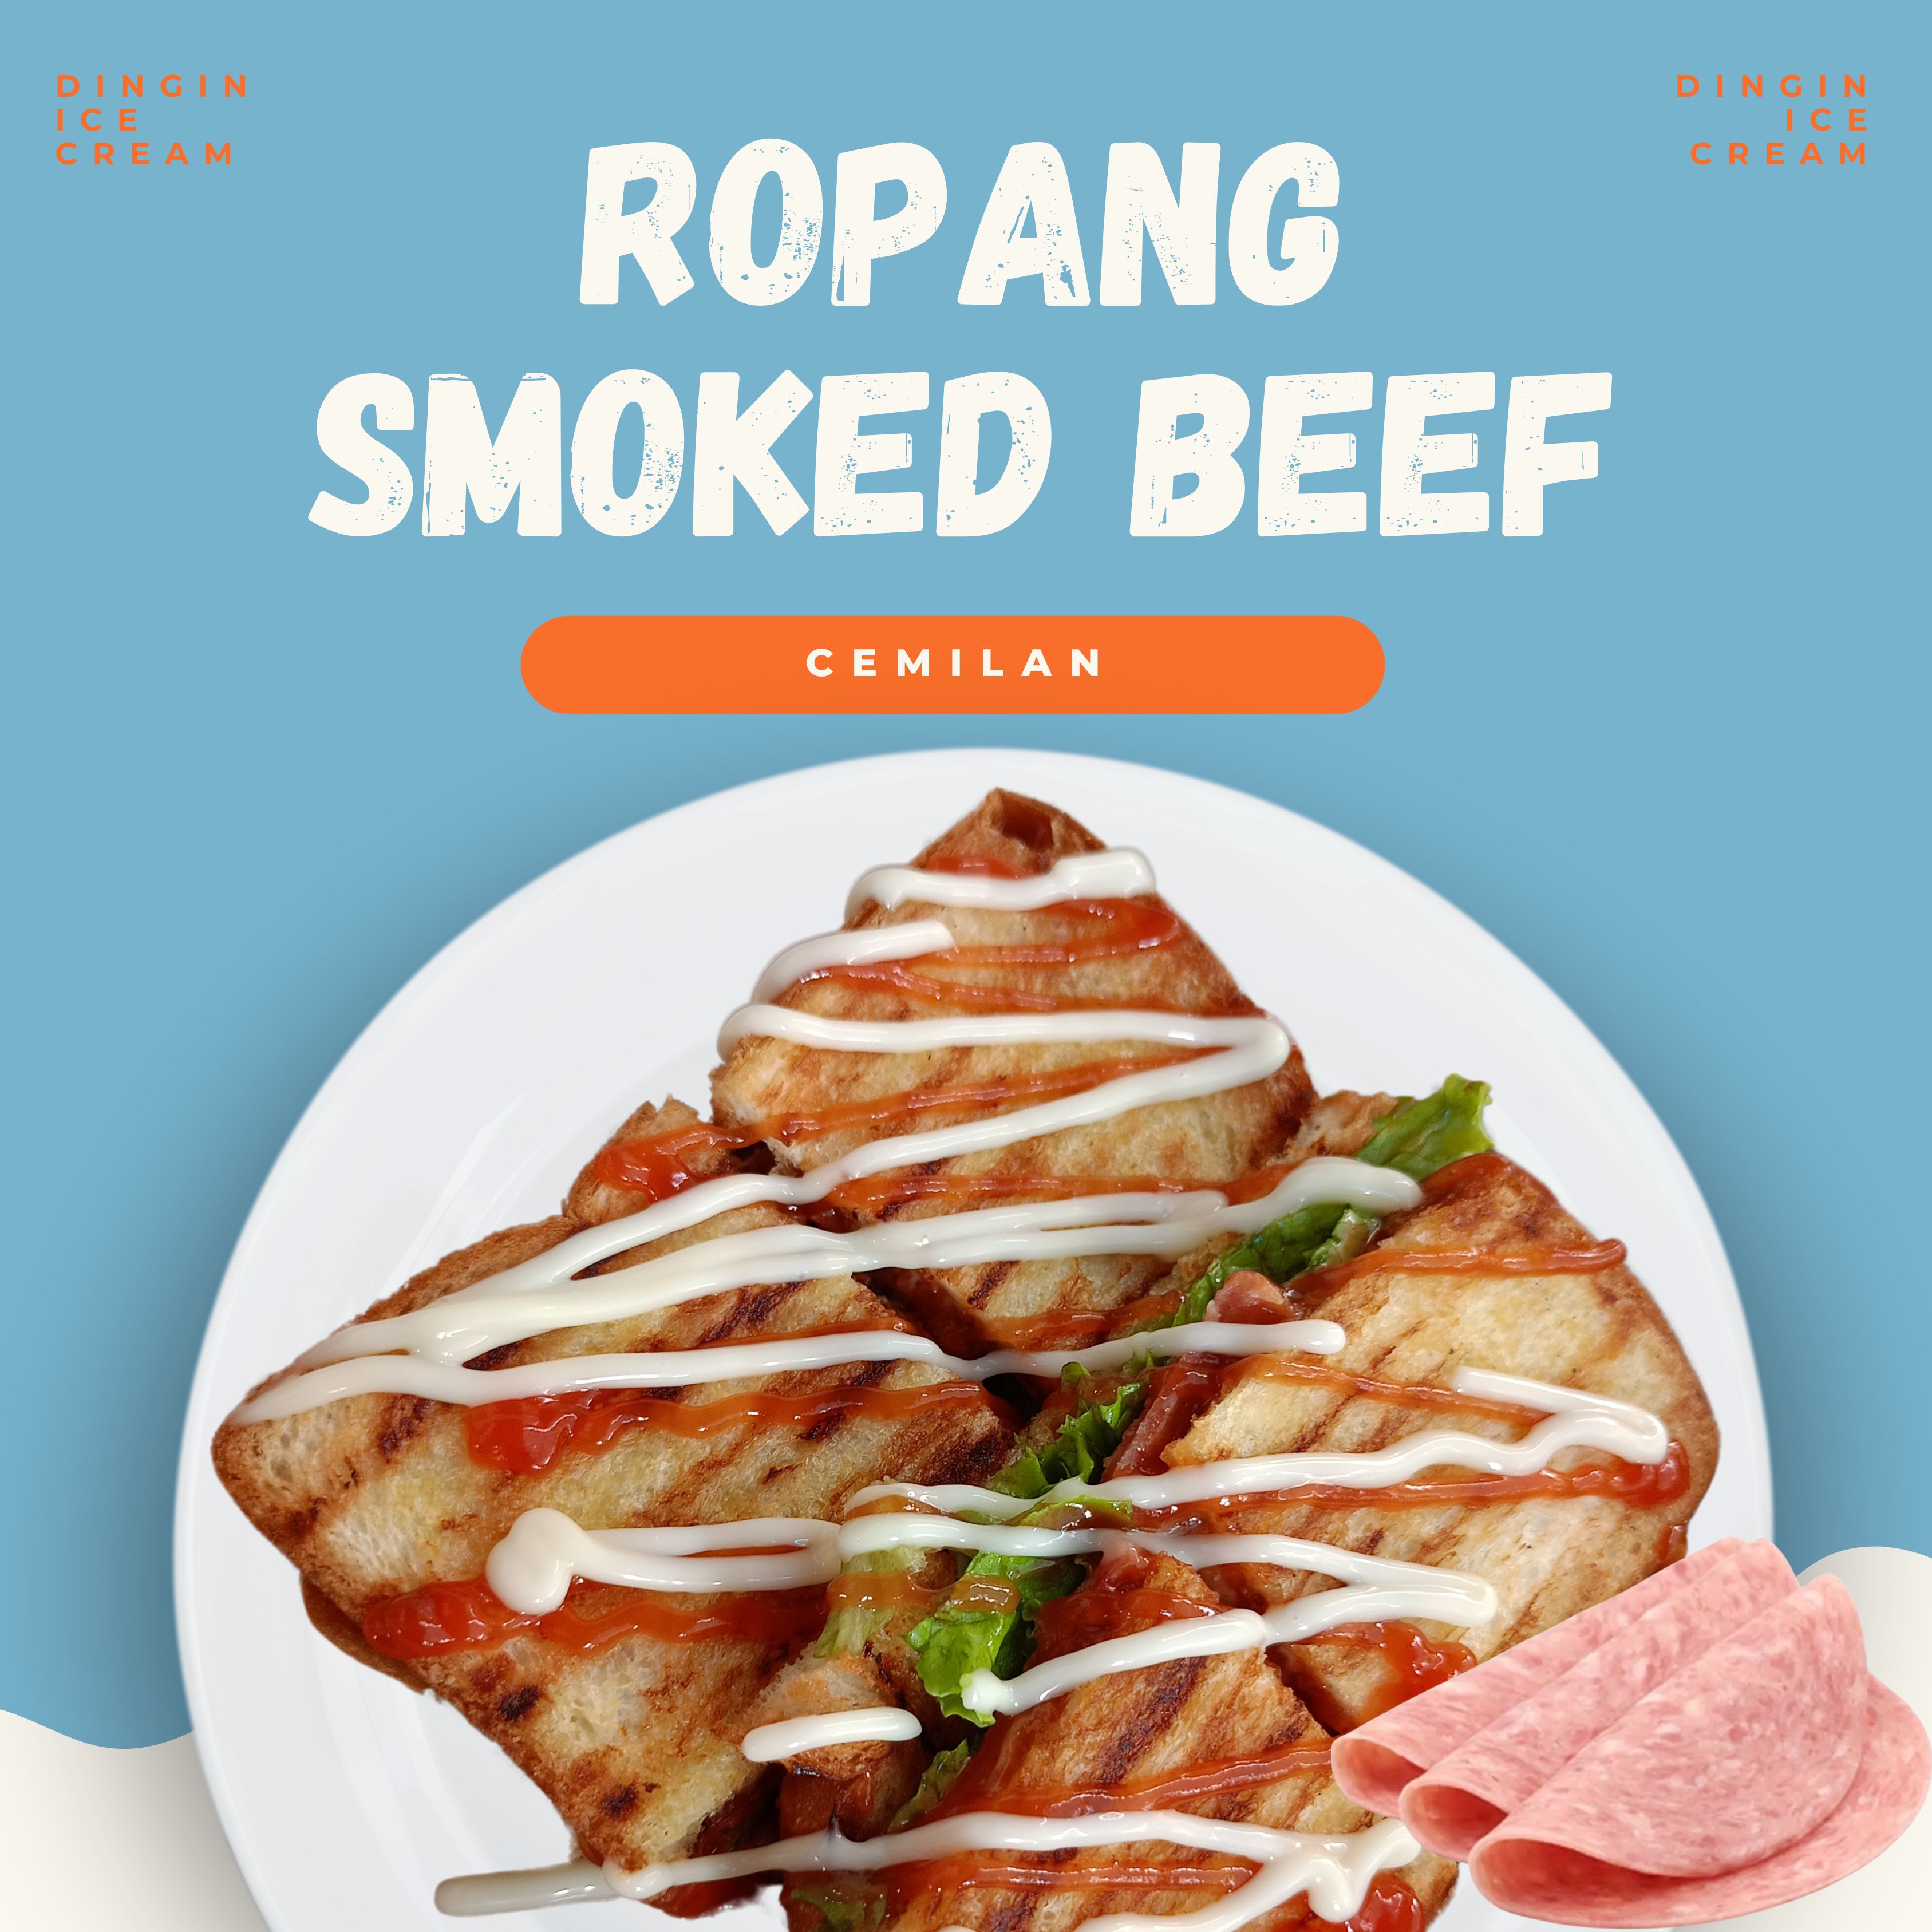 DINGIN
ICE
CREAM
DINGIN
ICE
CREAM
ROPANG
SMOKED BEEF
CEMILAN